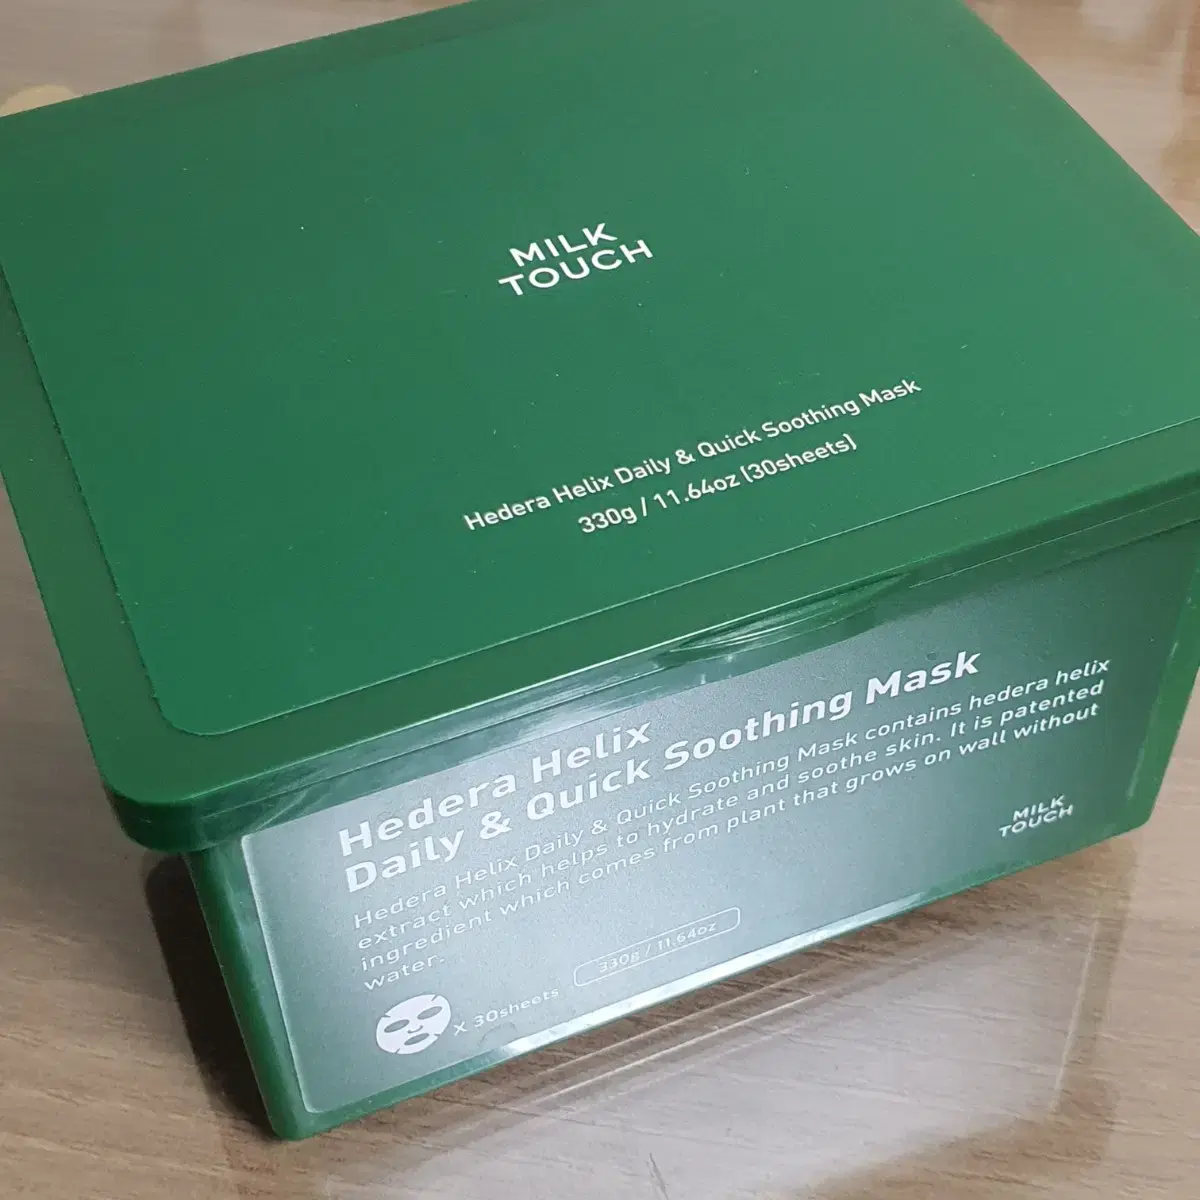 MILK
TOUCH
Hedera Helix Daily & Quick Soothing Mask
330g / 11.64oz (30sheets)
Hedera Helix
Daily & Quick Soothing Mask
Hedera Helix Daily & Quick Soothing Mask contains hedera helix
extract which helps to hydrate and soothe skin. It is patented
ingredient which comes from plant that grows on wall without
water.
X 30sheets
330g / 11.64oz
MILK
TOUCH